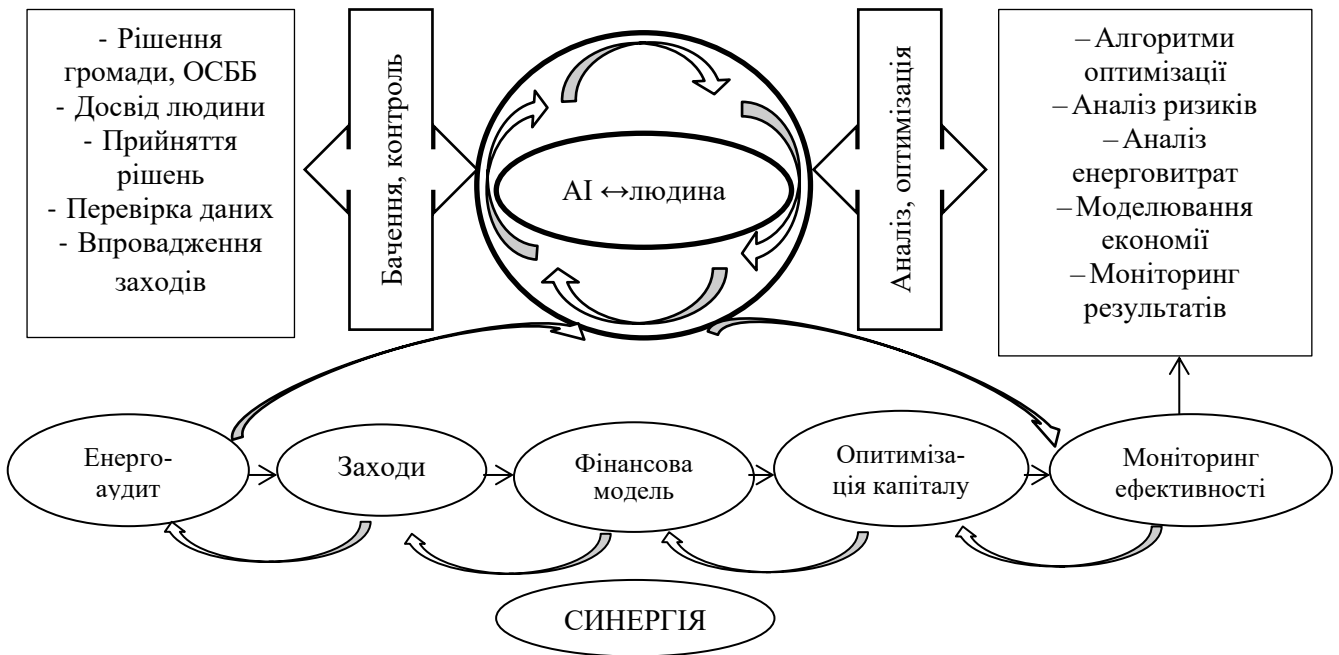 - Рішення
громади, ОСББ
- Досвід людини
- Прийняття
рішень
- Перевірка даних
- Впровадження
заходів
Бачення, контроль
АІ ↔людина
Аналіз, оптимізація
– Алгоритми
оптимізації
– Аналіз ризиків
– Аналіз
енерговитрат
– Моделювання
економії
– Моніторинг
результатів
Енерго-
аудит
Заходи
Фінансова
модель
Опитиміза-
ція капіталу
Моніторинг
ефективності
СИНЕРГІЯ